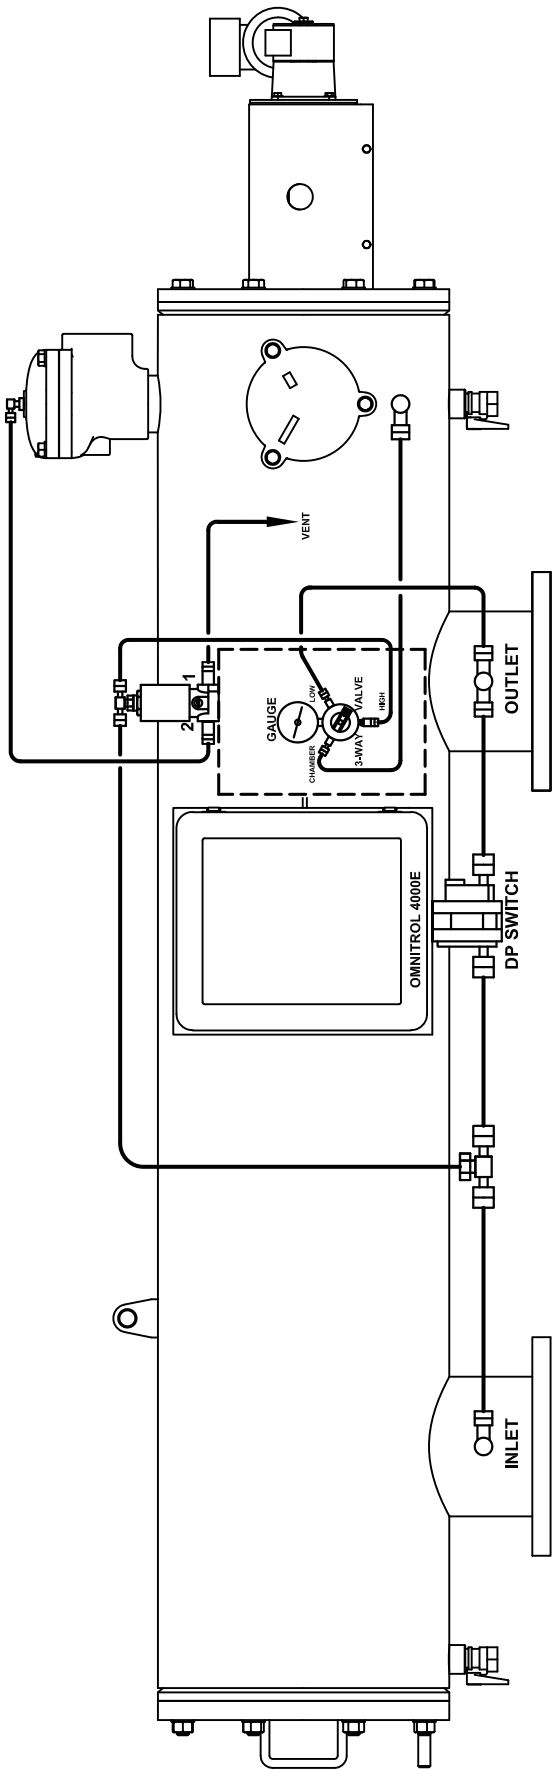 VENT
1
2
GAUGE
LOW
CHAMBER
3-WAY VALVE
HIGH
OUTLET
OMNITROL 4000E
DP SWITCH
INLET